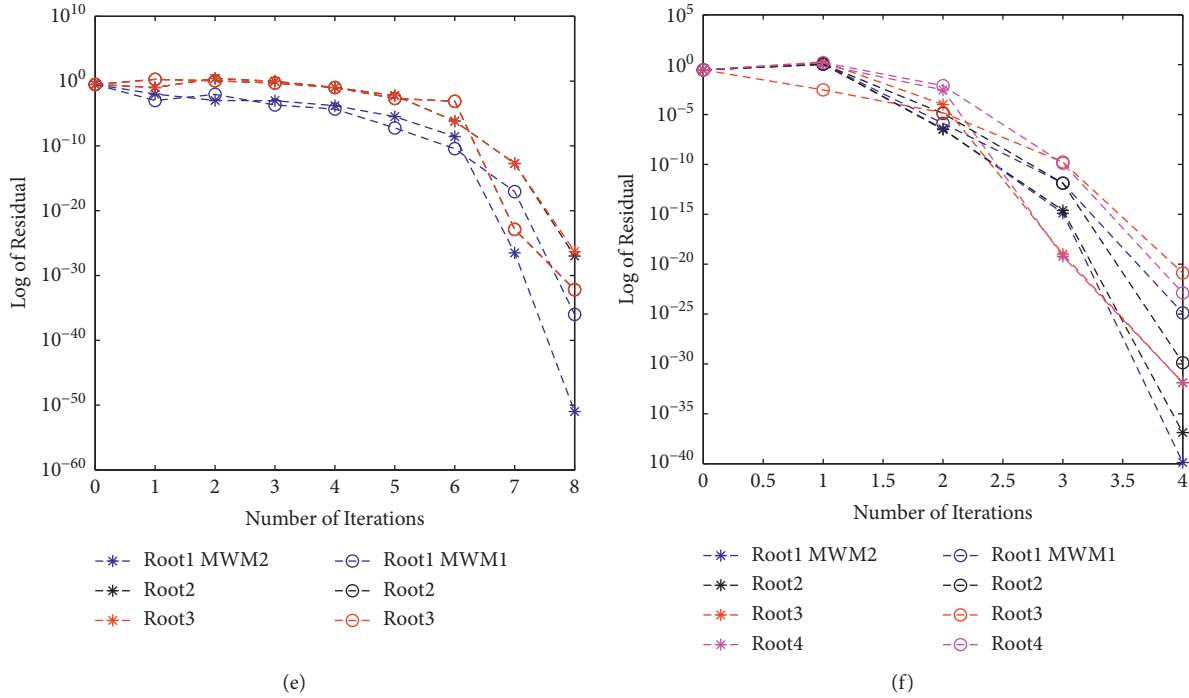 10^10
10^0
10^−10
10^−20
10^−30
10^−40
10^−50
10^−60
Log of Residual
0 1 2 3 4 5 6 7 8
Number of Iterations
Root1 MWM2
Root2
Root3
Root1 MWM1
Root2
Root3
(e)
10^5
10^0
10^−5
10^−10
10^−15
10^−20
10^−25
10^−30
10^−35
10^−40
Log of Residual
0 0.5 1 1.5 2 2.5 3 3.5 4
Number of Iterations
Root1 MWM2
Root2
Root3
Root4
Root1 MWM1
Root2
Root3
Root4
(f)